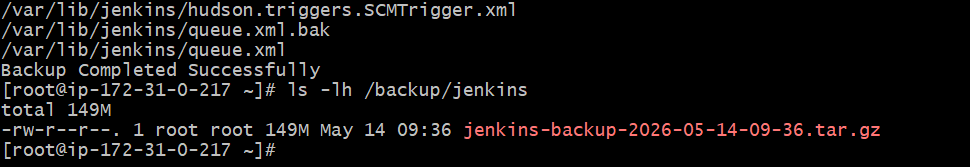 /var/lib/jenkins/hudson.triggers.SCMTrigger.xml
/var/lib/jenkins/queue.xml.bak
/var/lib/jenkins/queue.xml
Backup Completed Successfully
[root@ip-172-31-0-217 ~]# ls -lh /backup/jenkins
total 149M
-rw-r--r--. 1 root root 149M May 14 09:36 jenkins-backup-2026-05-14-09-36.tar.gz
[root@ip-172-31-0-217 ~]#